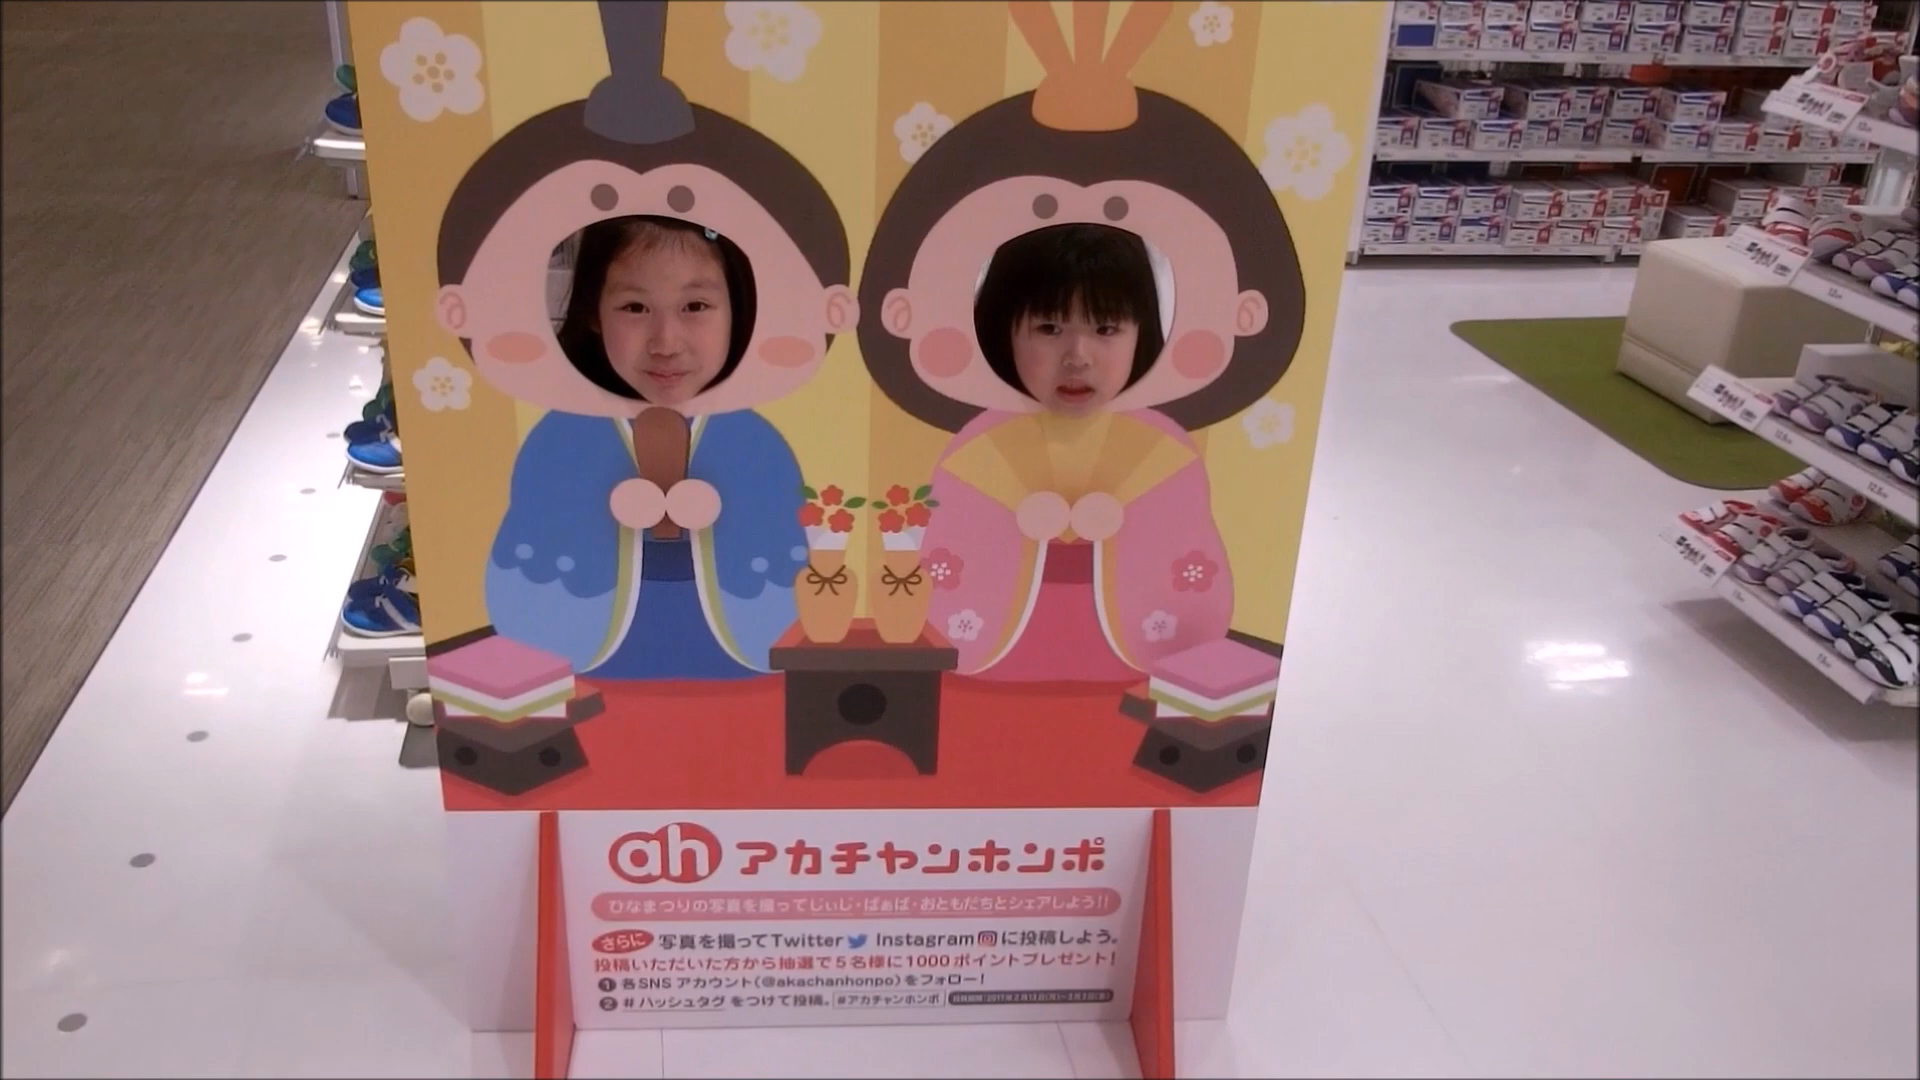 ah アカチャンホンポ
ひなまつりの写真を撮ってじぃじ・ばぁば・おともだちとシェアしよう!!
さらに 写真を撮ってTwitter Instagram に投稿しよう。
投稿いただいた方から抽選で5名様に1000ポイントプレゼント!
1 各SNS アカウント(@akachanhonpo)をフォロー!
2 # ハッシュタグ をつけて投稿。 #アカチャンホンポ